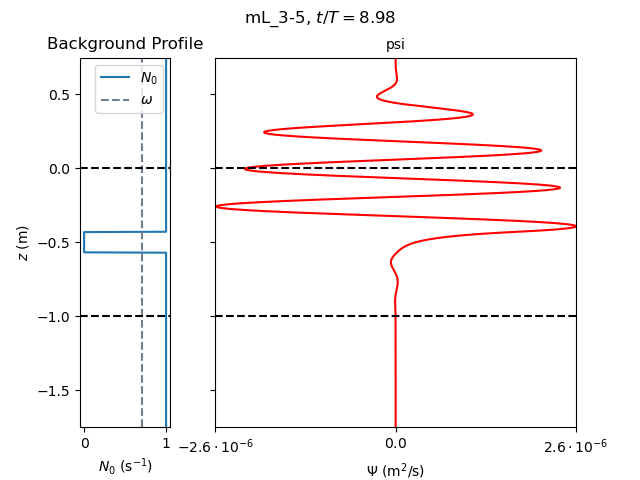 mL_3-5, t/T = 8.98
Background Profile
psi
N₀
ω
0.5
0.0
−0.5
−1.0
−1.5
z (m)
0
1
−2.6 · 10⁻⁶
0.0
2.6 · 10⁻⁶
N₀ (s⁻¹)
Ψ (m²/s)